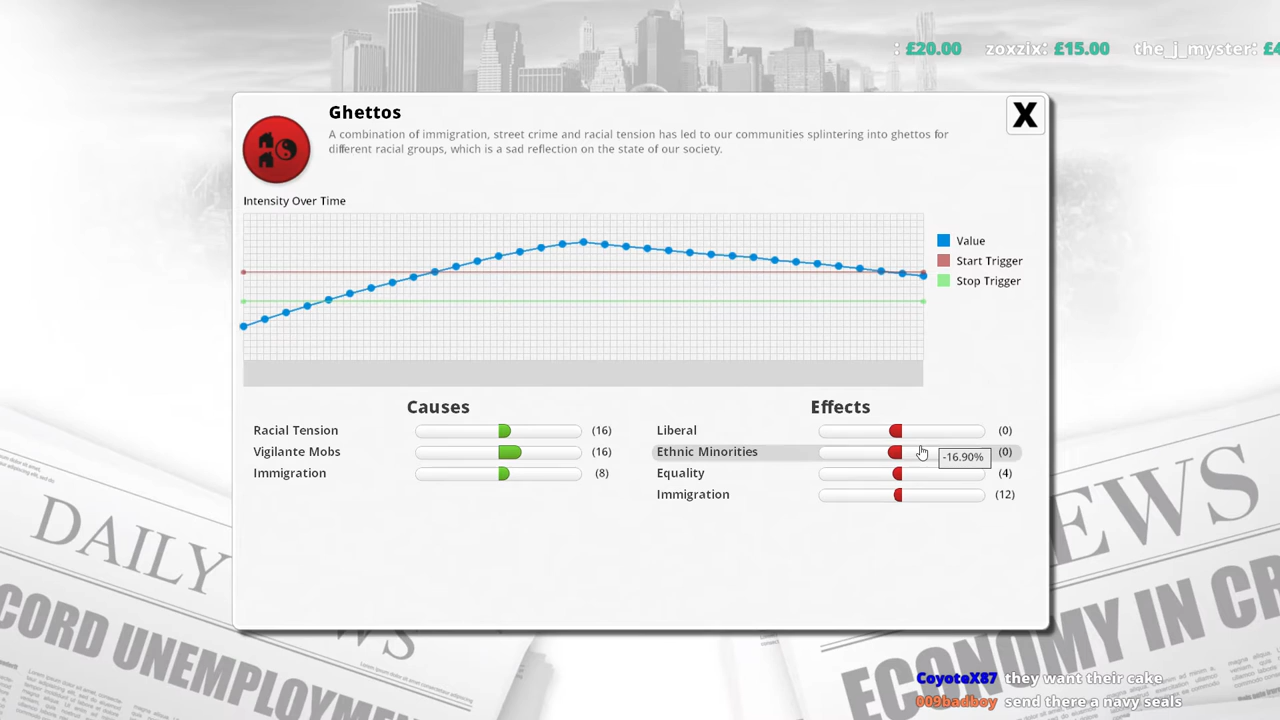 : £20.00 zoxzix: £15.00 the_j_myster: £4
Ghettos
X
A combination of immigration, street crime and racial tension has led to our communities splintering into ghettos for
different racial groups, which is a sad reflection on the state of our society.
Intensity Over Time
Value
Start Trigger
Stop Trigger
Causes
Racial Tension (16)
Vigilante Mobs (16)
Immigration (8)
Effects
Liberal (0)
Ethnic Minorities (0)
-16.90%
Equality (4)
Immigration (12)
DAILY
NEWS
CORD UNEMPLOYM
WS
ECONOMY IN CR
CoyoteX87 they want their cake
009badboy send there a navy seals